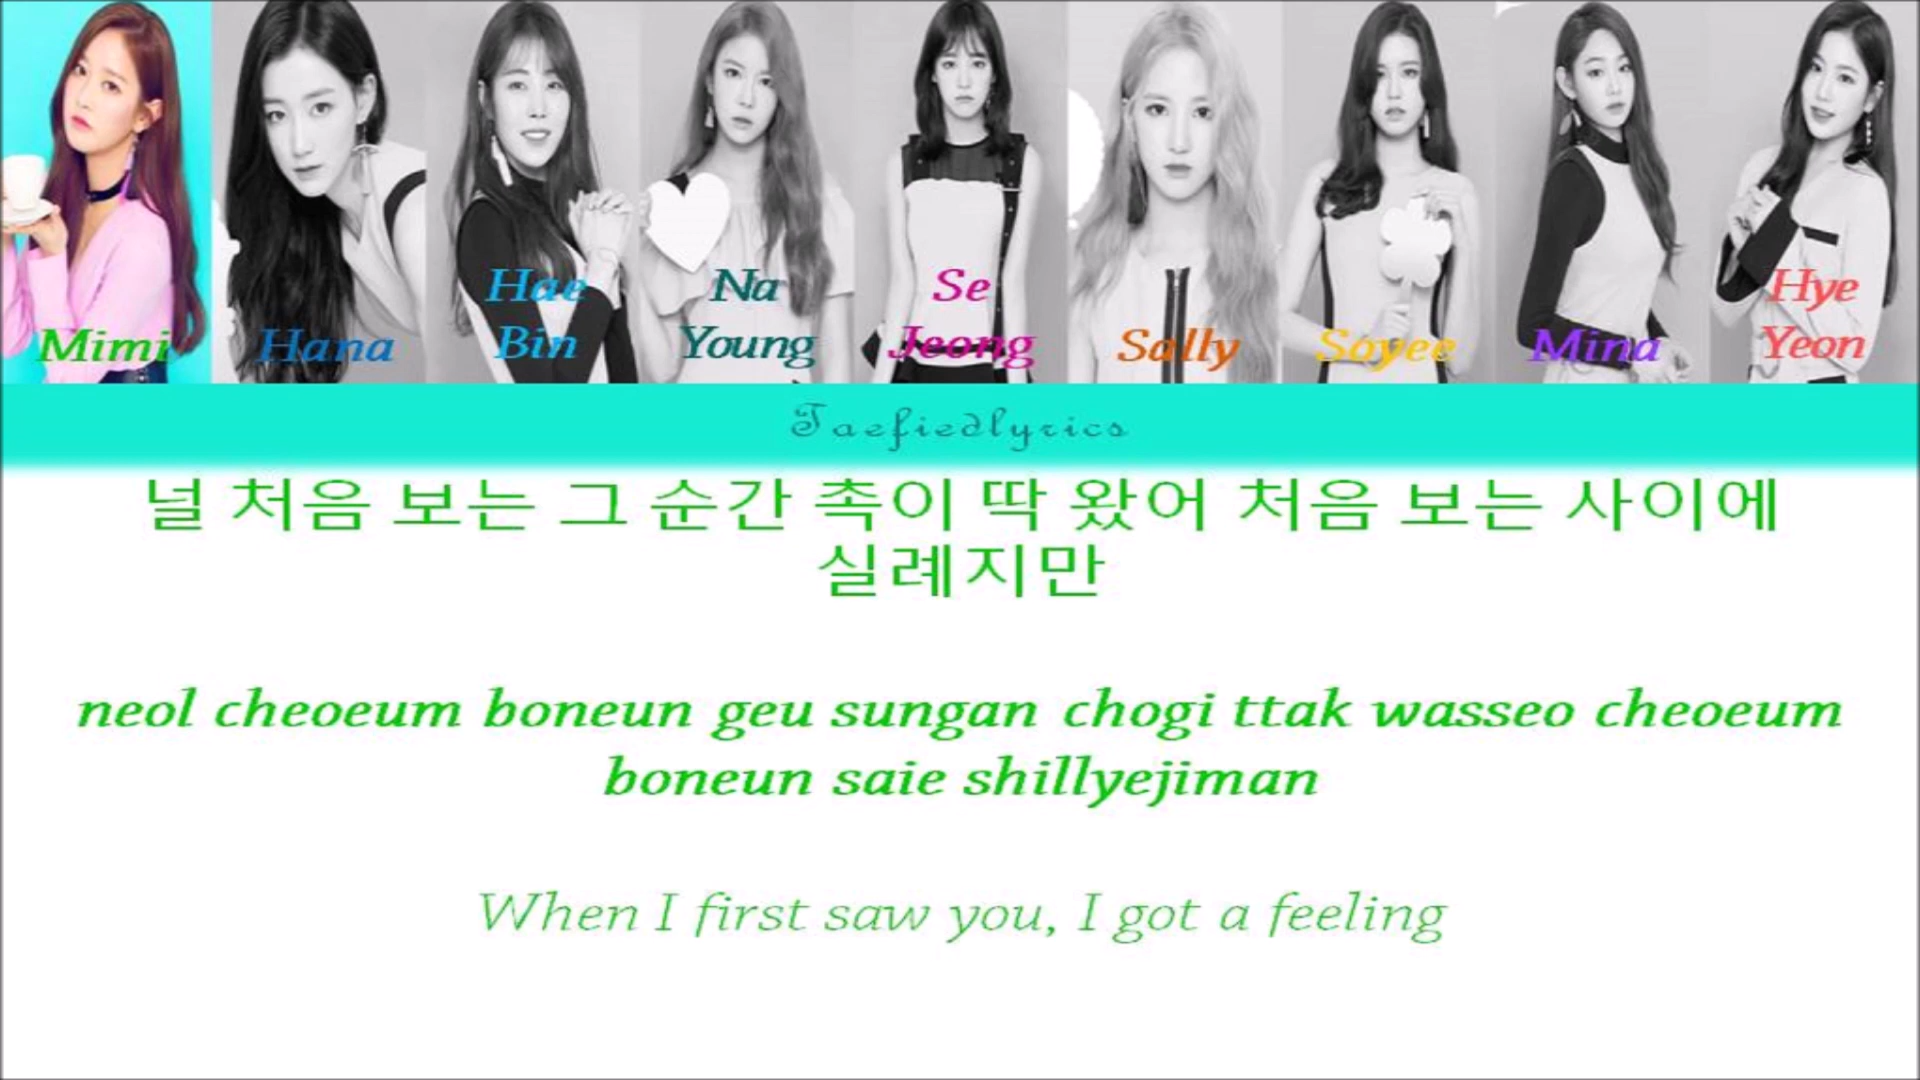 Mimi
Hana
Hae
Bin
Na
Young
Se
Jeong
Sally
Soyee
Mina
Hye
Yeon
Taefiedlyrics
널 처음 보는 그 순간 촉이 딱 왔어 처음 보는 사이에
실례지만
neol cheoeum boneun geu sungan chogi ttak wasseo cheoeum
boneun saie shillyejiman
When I first saw you, I got a feeling